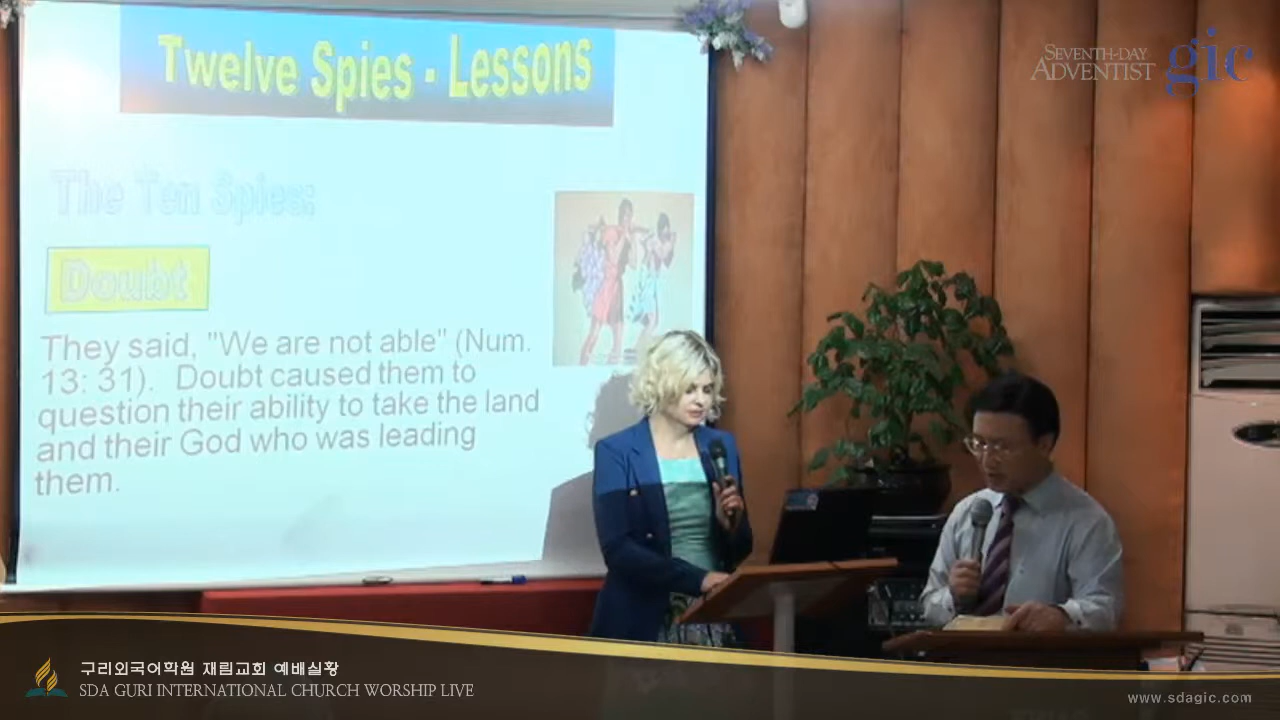 Twelve Spies - Lessons
SEVENTH-DAY
ADVENTIST gic
The Ten Spies:
Doubt
They said, "We are not able" (Num.
13: 31).  Doubt caused them to
question their ability to take the land
and their God who was leading
them.
구리외국어학원 재림교회 예배실황
SDA GURI INTERNATIONAL CHURCH WORSHIP LIVE
www.sdagic.com